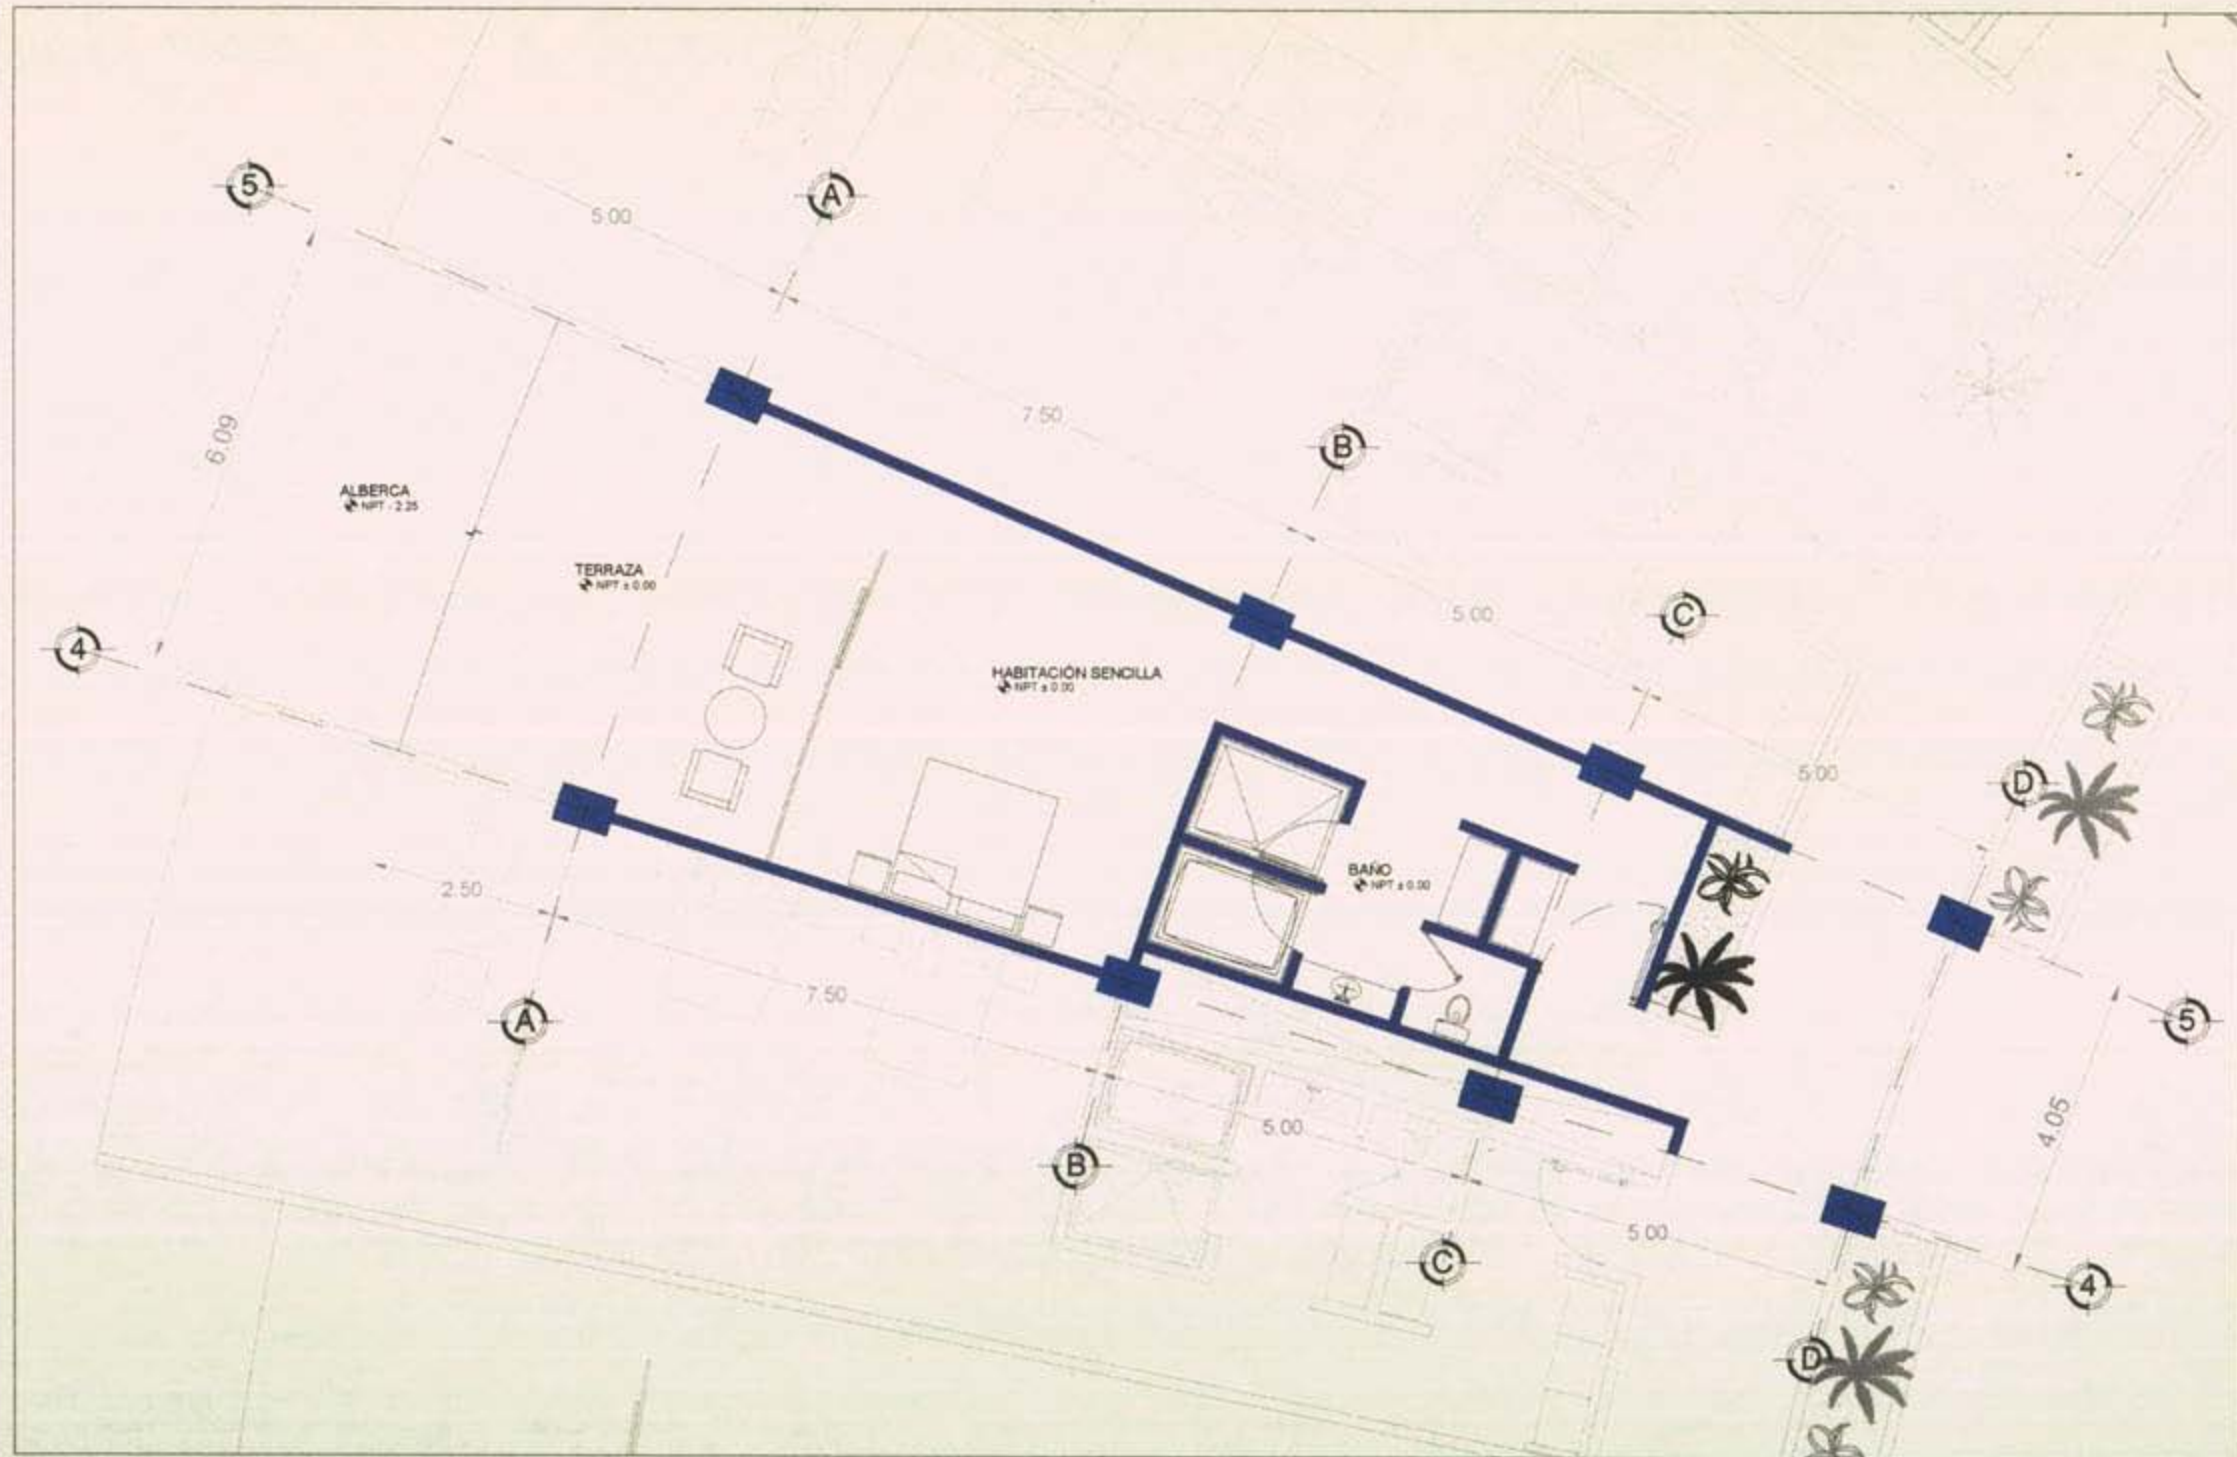 5
A
5.00
6.09
7.50
B
ALBERCA
NPT - 2.25
TERRAZA
NPT ± 0.00
5.00
C
4
HABITACIÓN SENCILLA
NPT ± 0.00
5.00
D
BAÑO
NPT ± 0.00
2.50
7.50
A
5
4.05
5.00
B
5.00
C
4
D